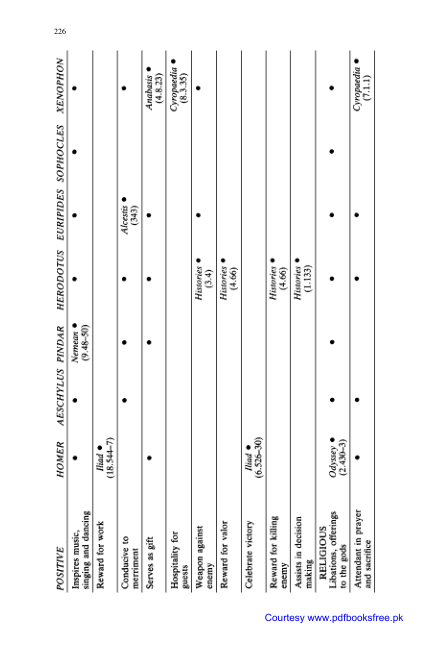 226
POSITIVE HOMER AESCHYLUS PINDAR HERODOTUS EURIPIDES SOPHOCLES XENOPHON
Inspires music, • • Nemean • • • • •
singing and dancing (9.48–50)
Reward for work Iliad •
(18.544–7)
Conducive to • • • Alcestis • •
merriment (343)
Serves as gift • • • • Anabasis •
(4.8.23)
Hospitality for Cyropaedia •
guests (8.3.35)
Weapon against Histories • • •
enemy (3.4)
Reward for valor Histories •
(4.66)
Celebrate victory Iliad •
(6.526–30)
Reward for killing Histories •
enemy (4.66)
Assists in decision Histories •
making (1.133)
RELIGIOUS
Libations, offerings Odyssey • • • • • • •
to the gods (2.430–3)
Attendant in prayer • • • • Cyropaedia •
and sacrifice (7.1.1)
Courtesy www.pdfbooksfree.pk